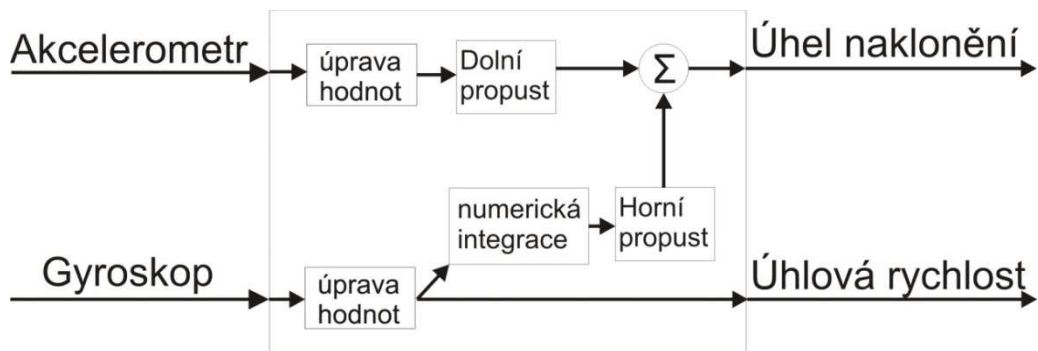 Akcelerometr
úprava
hodnot
Dolní
propust
Σ
Úhel naklonění
numerická
integrace
Horní
propust
Gyroskop
úprava
hodnot
Úhlová rychlost